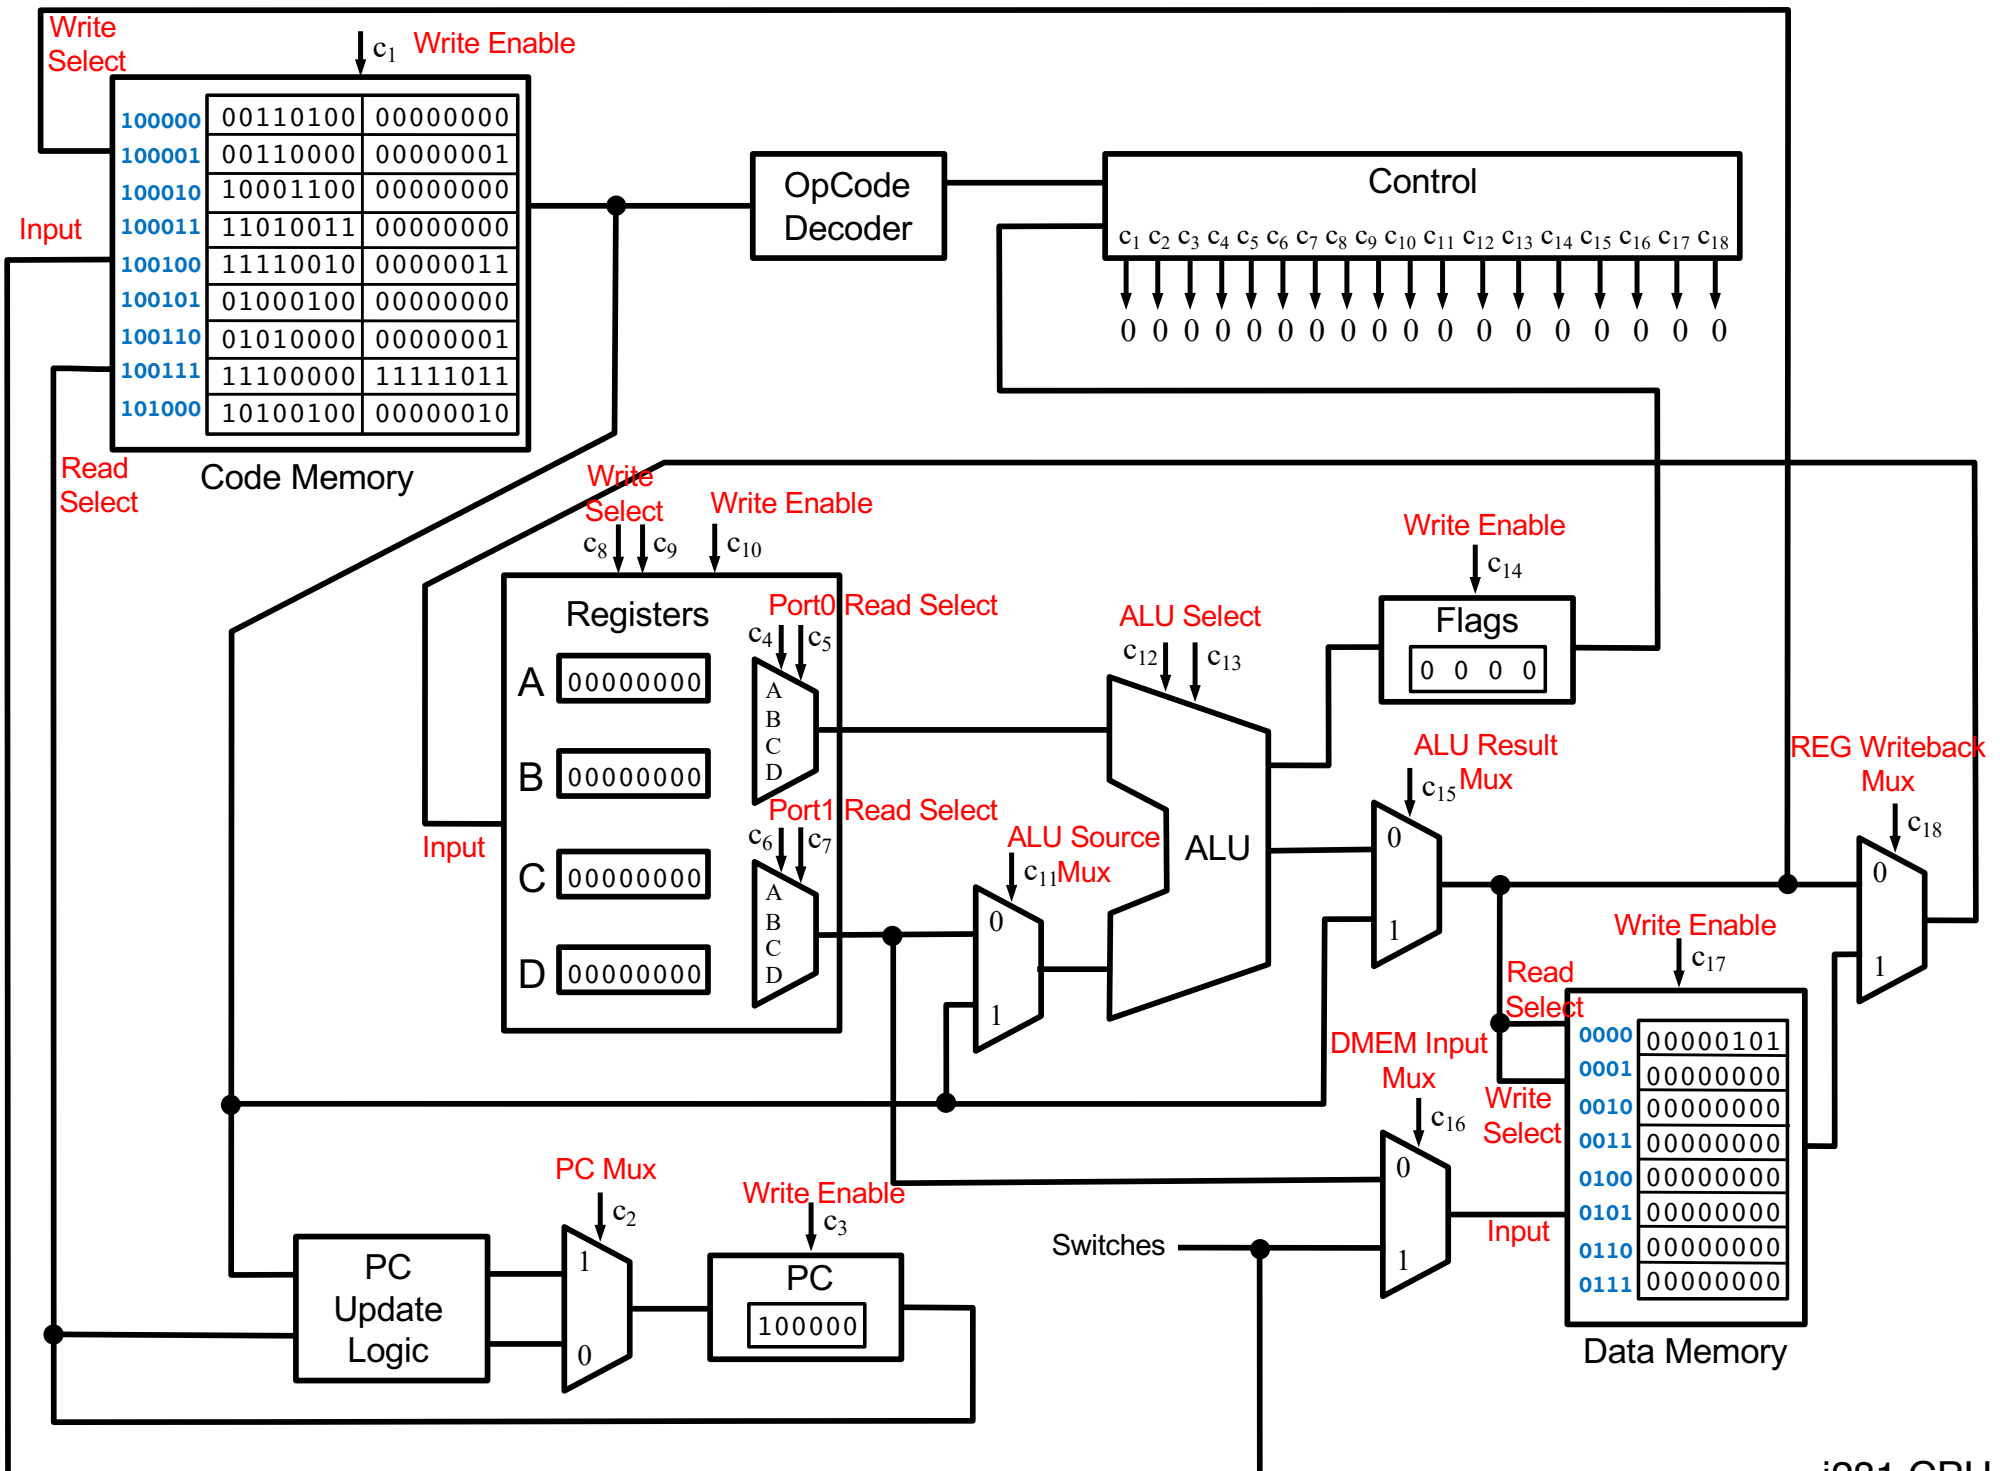 Write
Select
c1 Write Enable
100000 00110100 00000000
100001 00110000 00000001
100010 10001100 00000000
100011 11010011 00000000
100100 11110010 00000011
100101 01000100 00000000
100110 01010000 00000001
100111 11100000 11111011
101000 10100100 00000010
Input
Read
Select
Code Memory
OpCode
Decoder
Control
c1 c2 c3 c4 c5 c6 c7 c8 c9 c10 c11 c12 c13 c14 c15 c16 c17 c18
0 0 0 0 0 0 0 0 0 0 0 0 0 0 0 0 0 0
Write
Select
Write Enable
c8 c9 c10
Registers
A 00000000
B 00000000
C 00000000
D 00000000
Input
Port0 Read Select
c4 c5
A
B
C
D
Port1 Read Select
c6 c7
A
B
C
D
ALU Source
Mux
c11
0
1
ALU Select
c12 c13
ALU
Write Enable
c14
Flags
0 0 0 0
ALU Result
Mux
c15
0
1
REG Writeback
Mux
c18
0
1
Write Enable
c17
Read
Select
Write
Select
Input
0000 00000101
0001 00000000
0010 00000000
0011 00000000
0100 00000000
0101 00000000
0110 00000000
0111 00000000
Data Memory
DMEM Input
Mux
c16
0
1
Switches
PC
Update
Logic
PC Mux
c2
1
0
Write Enable
c3
PC
100000